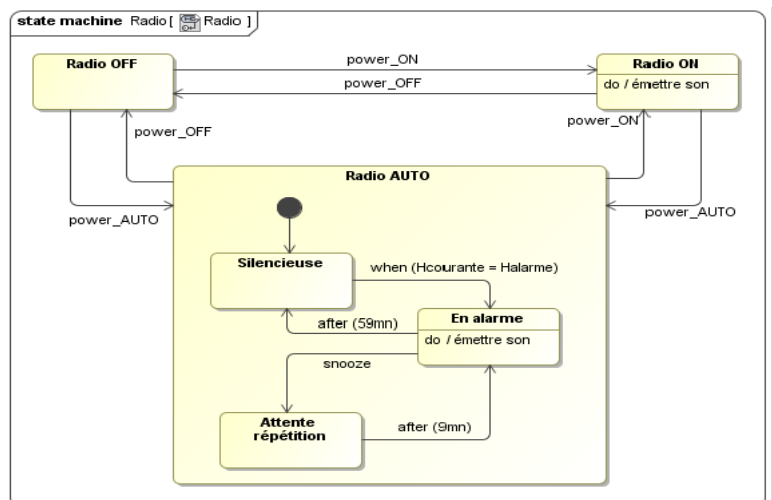 state machine Radio [ Radio ]
Radio OFF
power_ON
Radio ON
do / émettre son
power_OFF
power_OFF
power_ON
Radio AUTO
power_AUTO
power_AUTO
Silencieuse
when (Hcourante = Halarme)
En alarme
do / émettre son
after (59mn)
snooze
Attente
répétition
after (9mn)